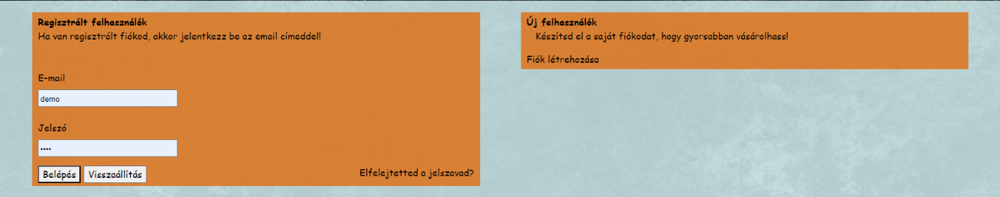 Regisztrált felhasználók
Ha van regisztrált fiókod, akkor jelentkezz be az email címeddel!
E-mail
demo
Jelszó
••••
Belépés Visszaállítás
Elfelejtetted a jelszavad?
Új felhasználók
Készítsd el a saját fiókodat, hogy gyorsabban vásárolhass!
Fiók létrehozása